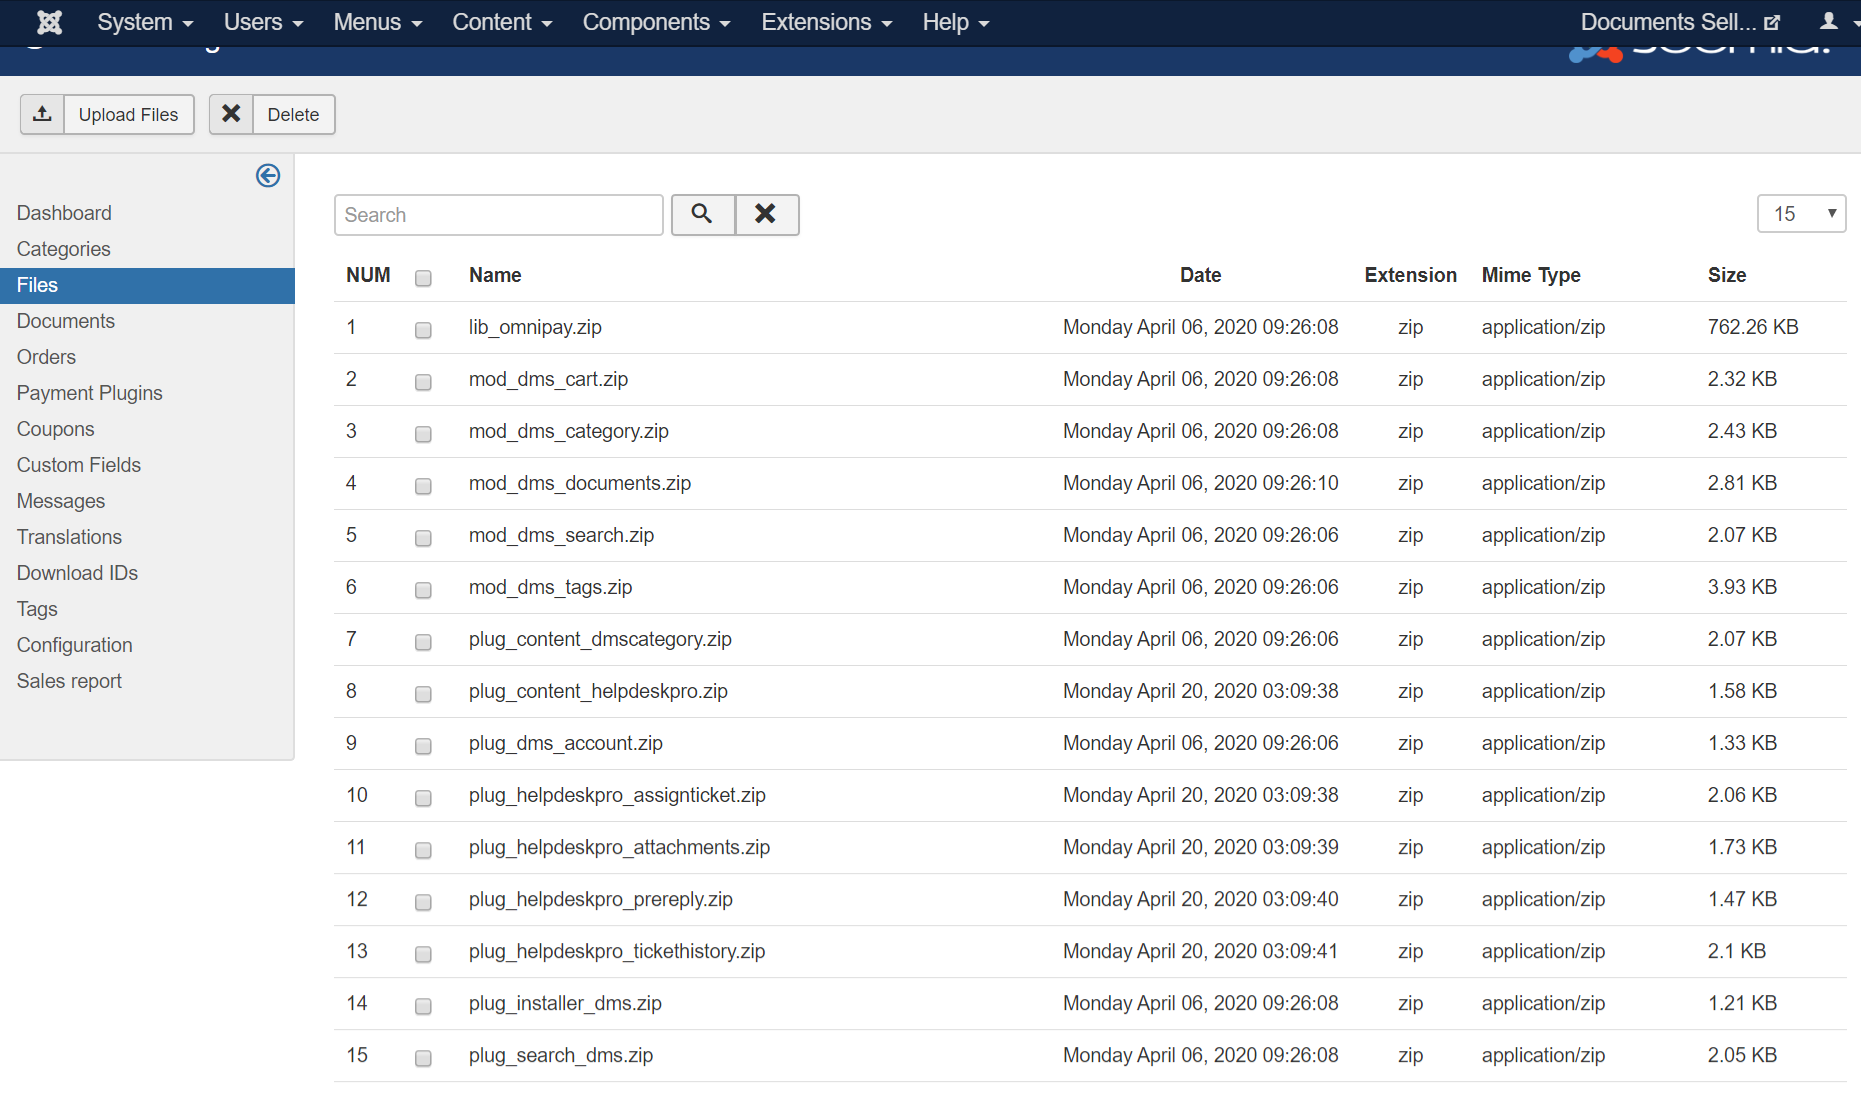 System Users Menus Content Components Extensions Help Documents Sell...
Upload Files Delete
Dashboard
Categories
Files
Documents
Orders
Payment Plugins
Coupons
Custom Fields
Messages
Translations
Download IDs
Tags
Configuration
Sales report
Search 15
NUM Name Date Extension Mime Type Size
1 lib_omnipay.zip Monday April 06, 2020 09:26:08 zip application/zip 762.26 KB
2 mod_dms_cart.zip Monday April 06, 2020 09:26:08 zip application/zip 2.32 KB
3 mod_dms_category.zip Monday April 06, 2020 09:26:08 zip application/zip 2.43 KB
4 mod_dms_documents.zip Monday April 06, 2020 09:26:10 zip application/zip 2.81 KB
5 mod_dms_search.zip Monday April 06, 2020 09:26:06 zip application/zip 2.07 KB
6 mod_dms_tags.zip Monday April 06, 2020 09:26:06 zip application/zip 3.93 KB
7 plug_content_dmscategory.zip Monday April 06, 2020 09:26:06 zip application/zip 2.07 KB
8 plug_content_helpdeskpro.zip Monday April 20, 2020 03:09:38 zip application/zip 1.58 KB
9 plug_dms_account.zip Monday April 06, 2020 09:26:06 zip application/zip 1.33 KB
10 plug_helpdeskpro_assignticket.zip Monday April 20, 2020 03:09:38 zip application/zip 2.06 KB
11 plug_helpdeskpro_attachments.zip Monday April 20, 2020 03:09:39 zip application/zip 1.73 KB
12 plug_helpdeskpro_prereply.zip Monday April 20, 2020 03:09:40 zip application/zip 1.47 KB
13 plug_helpdeskpro_tickethistory.zip Monday April 20, 2020 03:09:41 zip application/zip 2.1 KB
14 plug_installer_dms.zip Monday April 06, 2020 09:26:08 zip application/zip 1.21 KB
15 plug_search_dms.zip Monday April 06, 2020 09:26:08 zip application/zip 2.05 KB